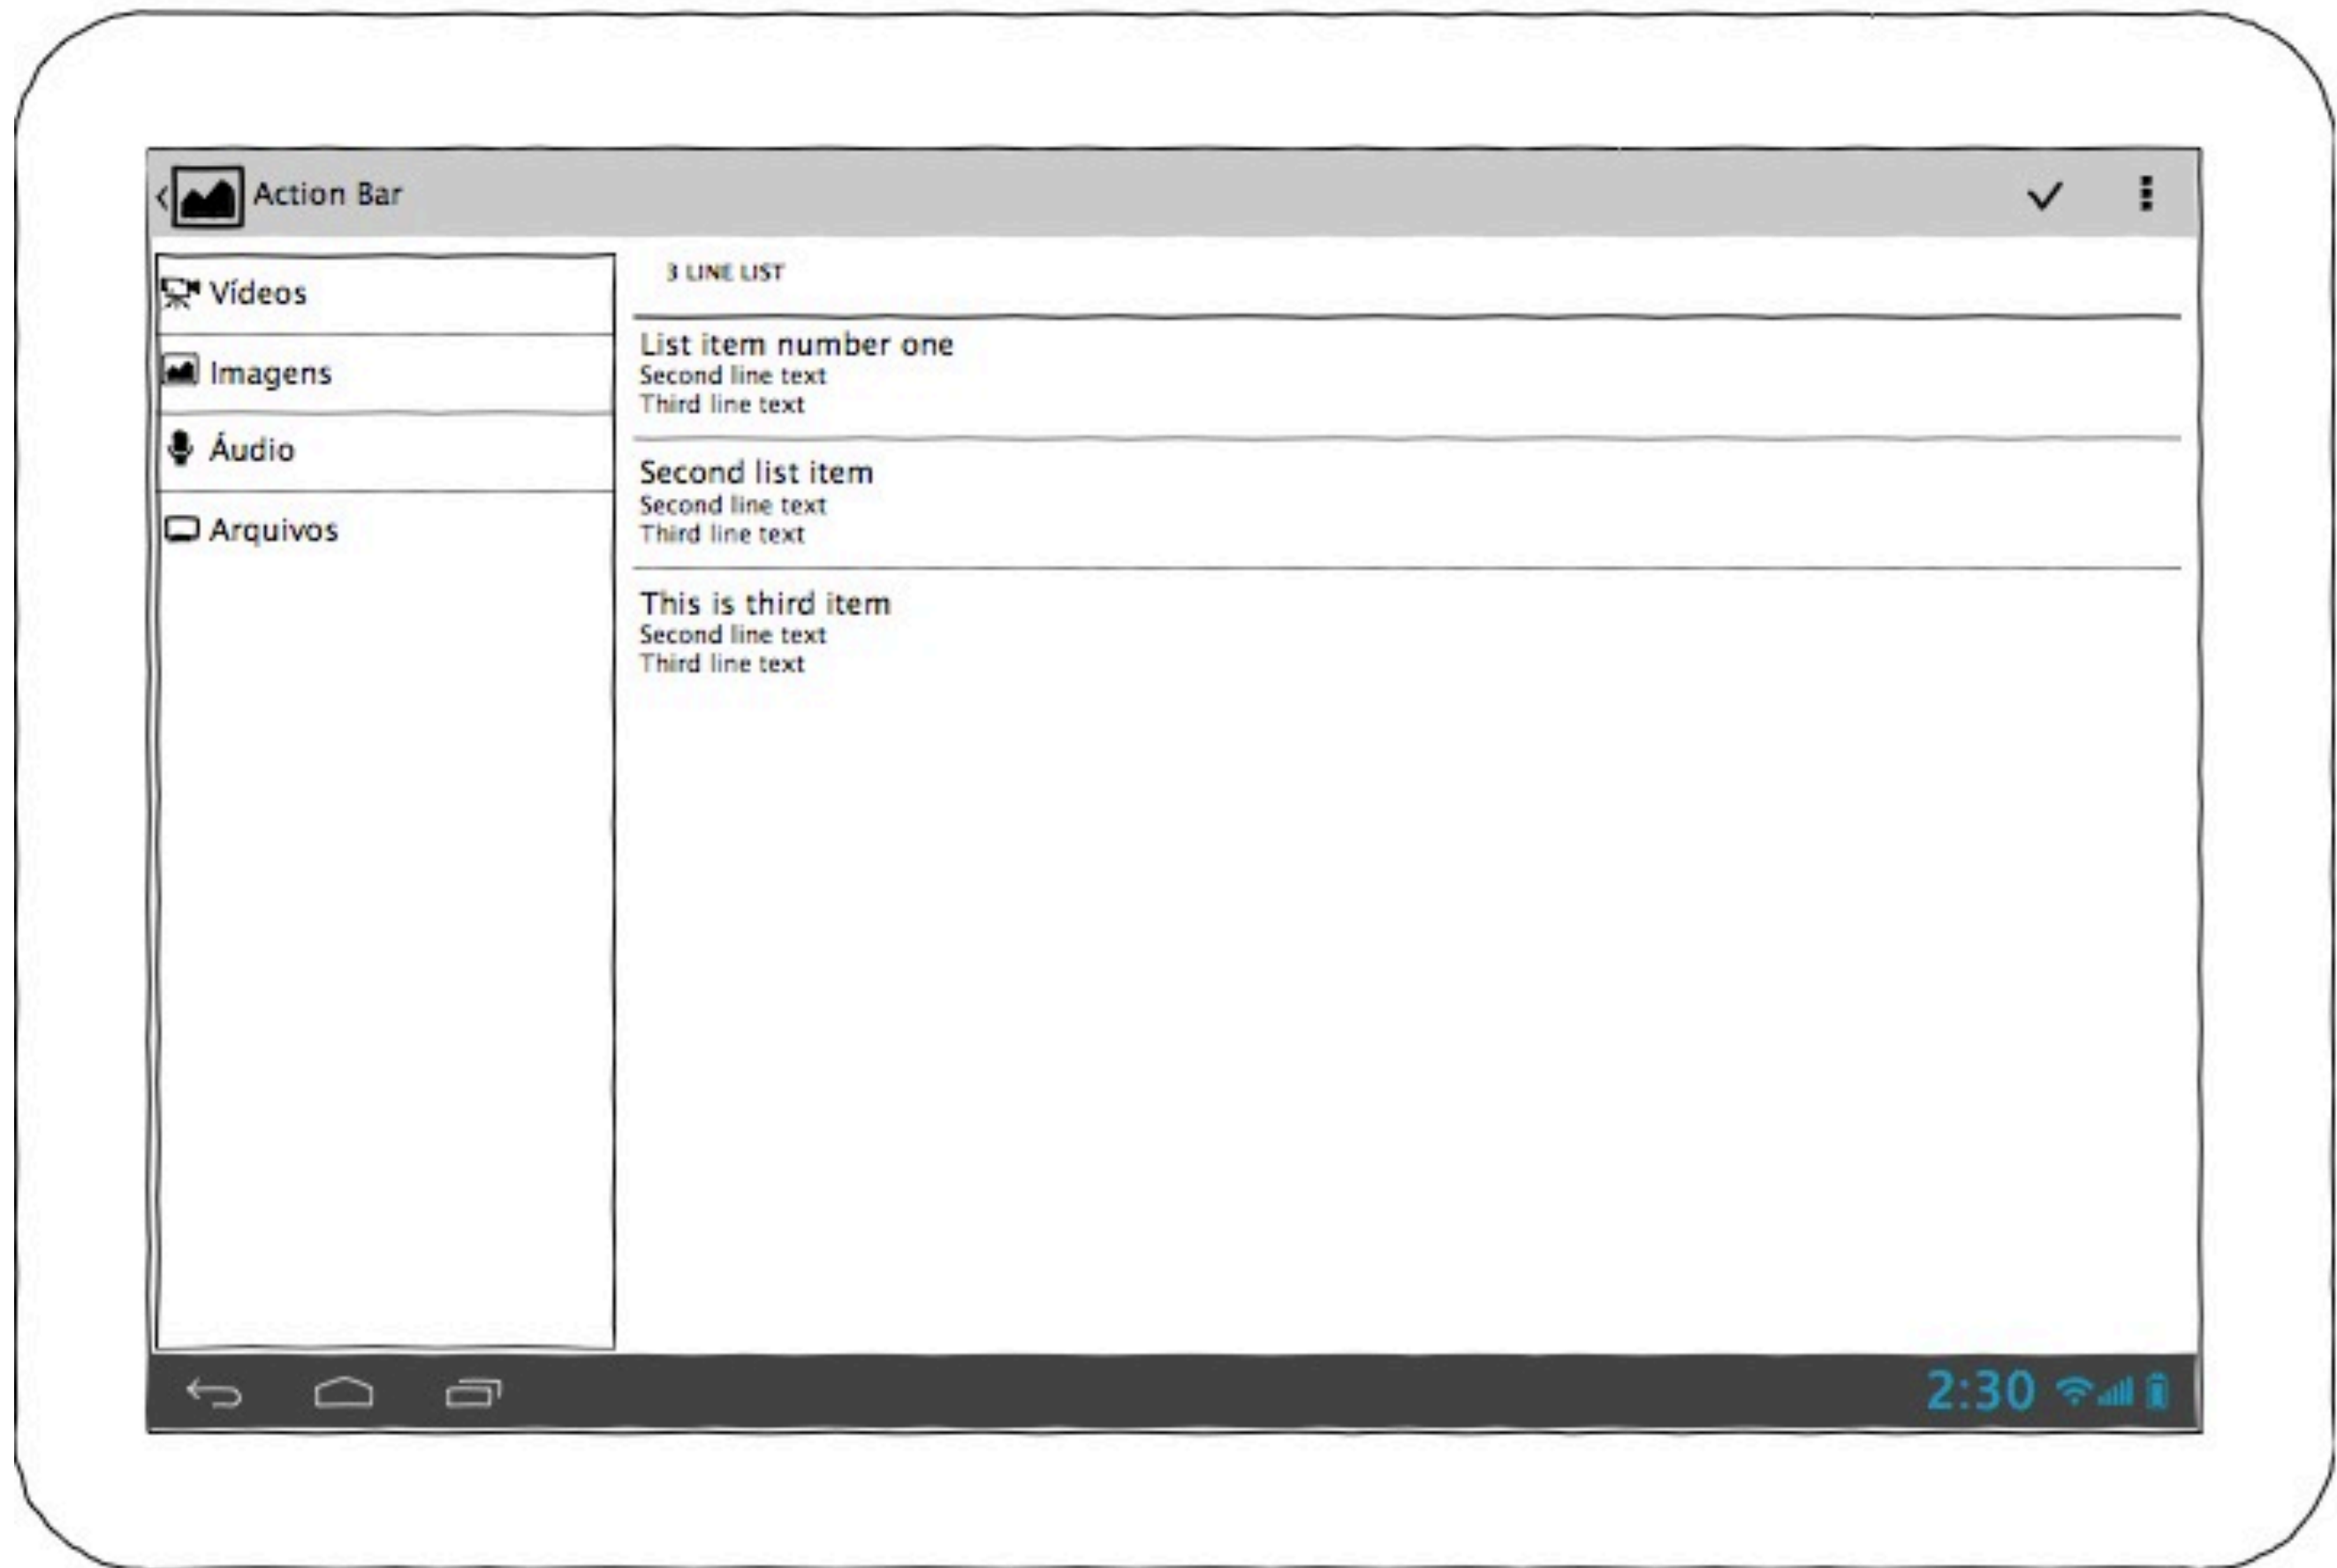 Action Bar
Vídeos
Imagens
Áudio
Arquivos
3 LINE LIST
List item number one
Second line text
Third line text
Second list item
Second line text
Third line text
This is third item
Second line text
Third line text
2:30